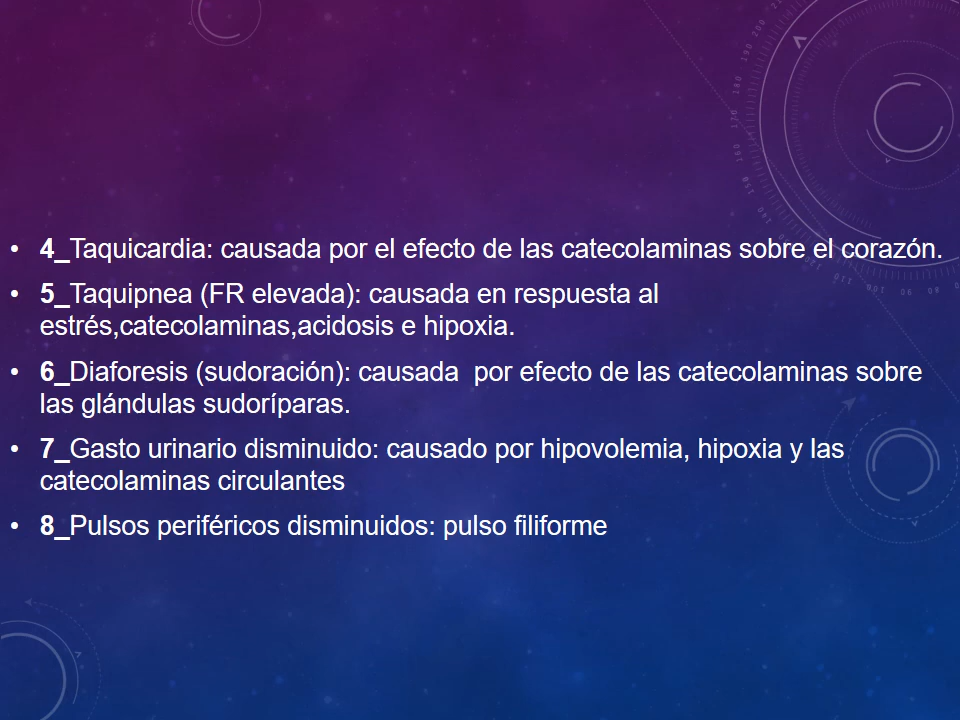 • 4_Taquicardia: causada por el efecto de las catecolaminas sobre el corazón.
• 5_Taquipnea (FR elevada): causada en respuesta al
estrés,catecolaminas,acidosis e hipoxia.
• 6_Diaforesis (sudoración): causada  por efecto de las catecolaminas sobre
las glándulas sudoríparas.
• 7_Gasto urinario disminuido: causado por hipovolemia, hipoxia y las
catecolaminas circulantes
• 8_Pulsos periféricos disminuidos: pulso filiforme